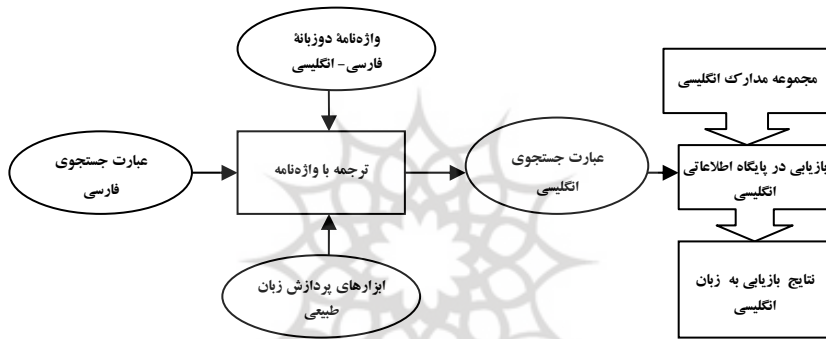 واژه‌نامهٔ دوزبانهٔ
فارسی- انگلیسی
مجموعه مدارک انگلیسی
عبارت جستجوی
فارسی
ترجمه با واژه‌نامه
عبارت جستجوی
انگلیسی
بازیابی در پایگاه اطلاعاتی
انگلیسی
ابزارهای پردازش زبان
طبیعی
نتایج بازیابی به زبان
انگلیسی